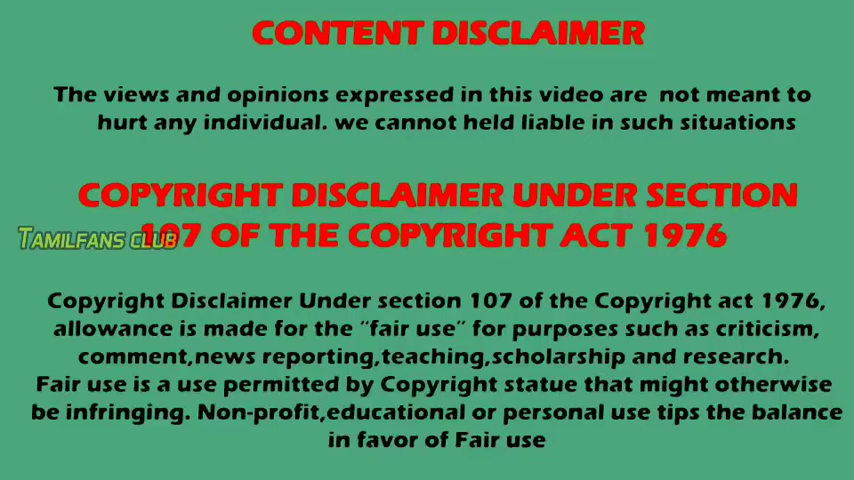 CONTENT DISCLAIMER
The views and opinions expressed in this video are not meant to
hurt any individual. we cannot held liable in such situations
COPYRIGHT DISCLAIMER UNDER SECTION
107 OF THE COPYRIGHT ACT 1976
TAMILFANS CLUB
Copyright Disclaimer Under section 107 of the Copyright act 1976,
allowance is made for the “fair use” for purposes such as criticism,
comment,news reporting,teaching,scholarship and research.
Fair use is a use permitted by Copyright statue that might otherwise
be infringing. Non-profit,educational or personal use tips the balance
in favor of Fair use